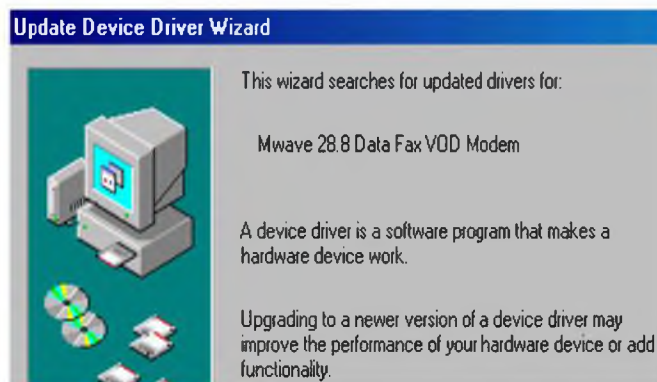 Update Device Driver Wizard
This wizard searches for updated drivers for:
Mwave 28.8 Data Fax VOD Modem
A device driver is a software program that makes a
hardware device work.
Upgrading to a newer version of a device driver may
improve the performance of your hardware device or add
functionality.